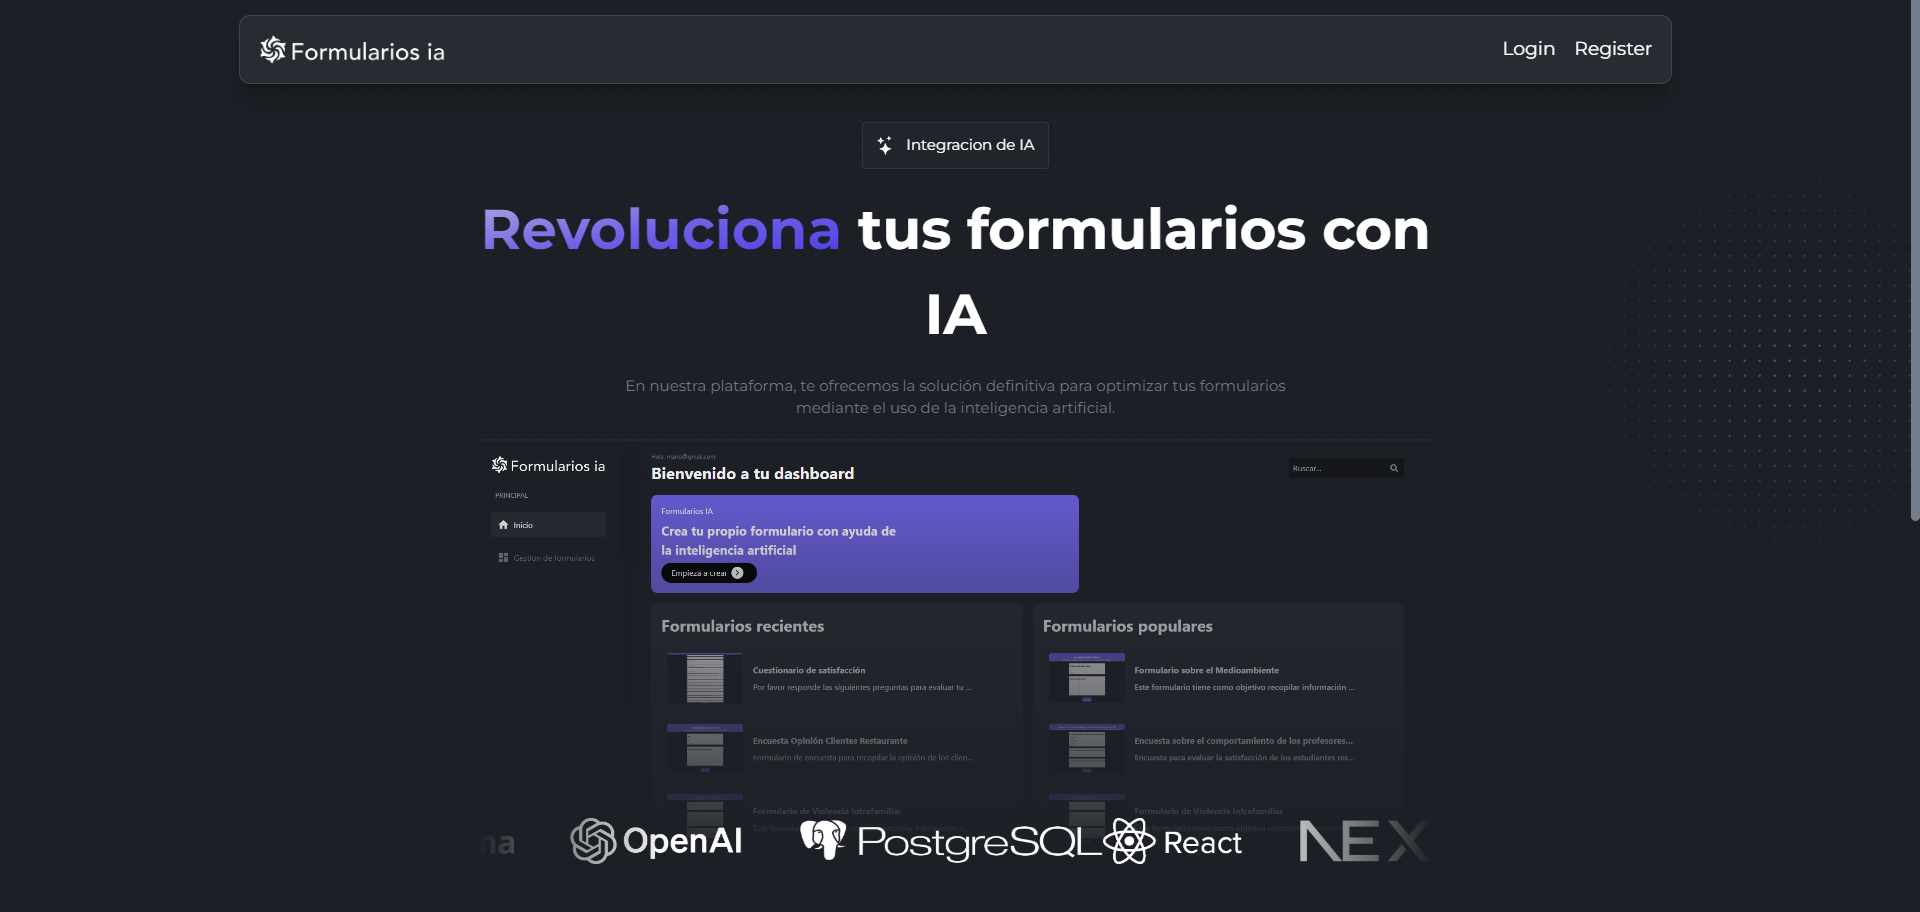 Formularios ia
Login
Register
Integracion de IA
Revoluciona tus formularios con
IA
En nuestra plataforma, te ofrecemos la solución definitiva para optimizar tus formularios
mediante el uso de la inteligencia artificial.
Formularios ia
PRINCIPAL
Inicio
Gestion de formularios
Hola, mario@gmail.com
Bienvenido a tu dashboard
Buscar...
Formularios IA
Crea tu propio formulario con ayuda de
la inteligencia artificial
Empieza a crear
Formularios recientes
Cuestionario de satisfacción
Por favor responde las siguientes preguntas para evaluar tu ...
Encuesta Opinión Clientes Restaurante
Formulario de encuesta para recopilar la opinión de los clien...
Formulario de Violencia Intrafamiliar
Formularios populares
Formulario sobre el Medioambiente
Este formulario tiene como objetivo recopilar información ...
Encuesta sobre el comportamiento de los profesores...
Encuesta para evaluar la satisfacción de los estudiantes res...
Formulario de Violencia Intrafamiliar
na
OpenAI
PostgreSQL
React
NEX